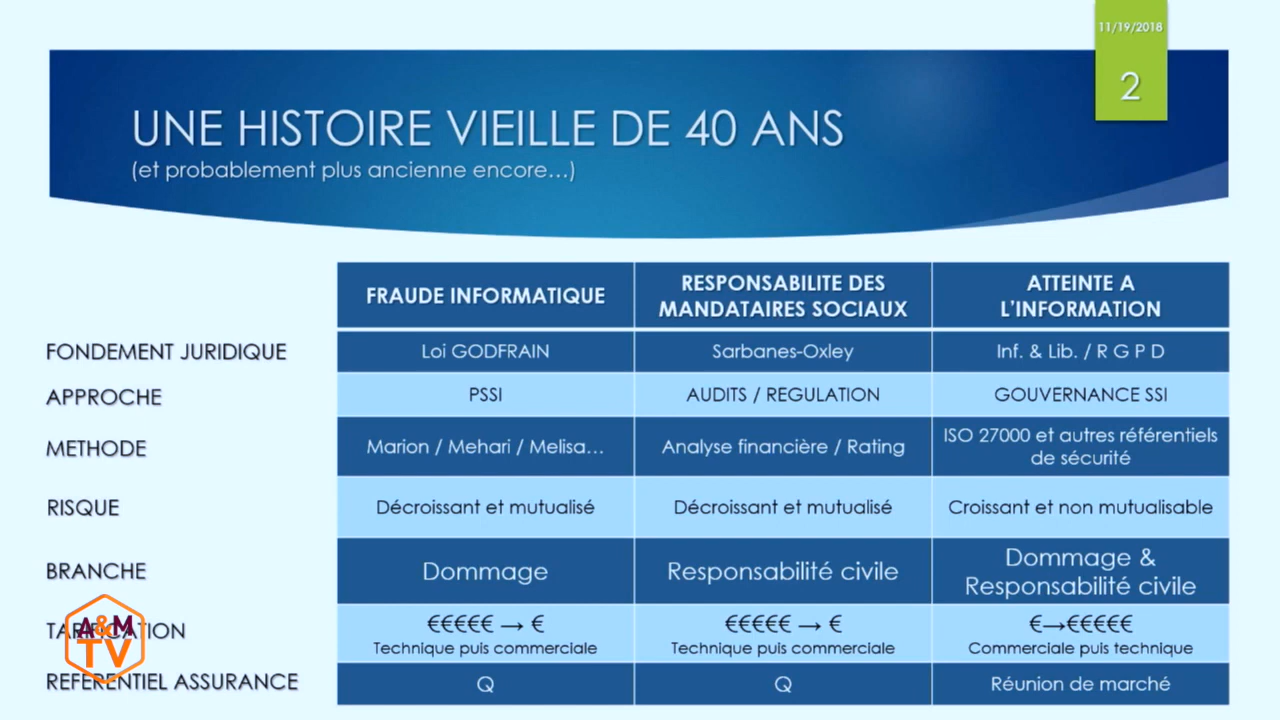 11/19/2018
2
UNE HISTOIRE VIEILLE DE 40 ANS
(et probablement plus ancienne encore...)
FRAUDE INFORMATIQUE
RESPONSABILITE DES
MANDATAIRES SOCIAUX
ATTEINTE A
L'INFORMATION
FONDEMENT JURIDIQUE
Loi GODFRAIN
Sarbanes-Oxley
Inf. & Lib. / R G P D
APPROCHE
PSSI
AUDITS / REGULATION
GOUVERNANCE SSI
METHODE
Marion / Mehari / Melisa...
Analyse financière / Rating
ISO 27000 et autres référentiels
de sécurité
RISQUE
Décroissant et mutualisé
Décroissant et mutualisé
Croissant et non mutualisable
BRANCHE
Dommage
Responsabilité civile
Dommage &
Responsabilité civile
TARIFICATION
€€€€€ → €
Technique puis commerciale
€€€€€ → €
Technique puis commerciale
€→€€€€€
Commerciale puis technique
REFERENTIEL ASSURANCE
Q
Q
Réunion de marché
A&M
TV